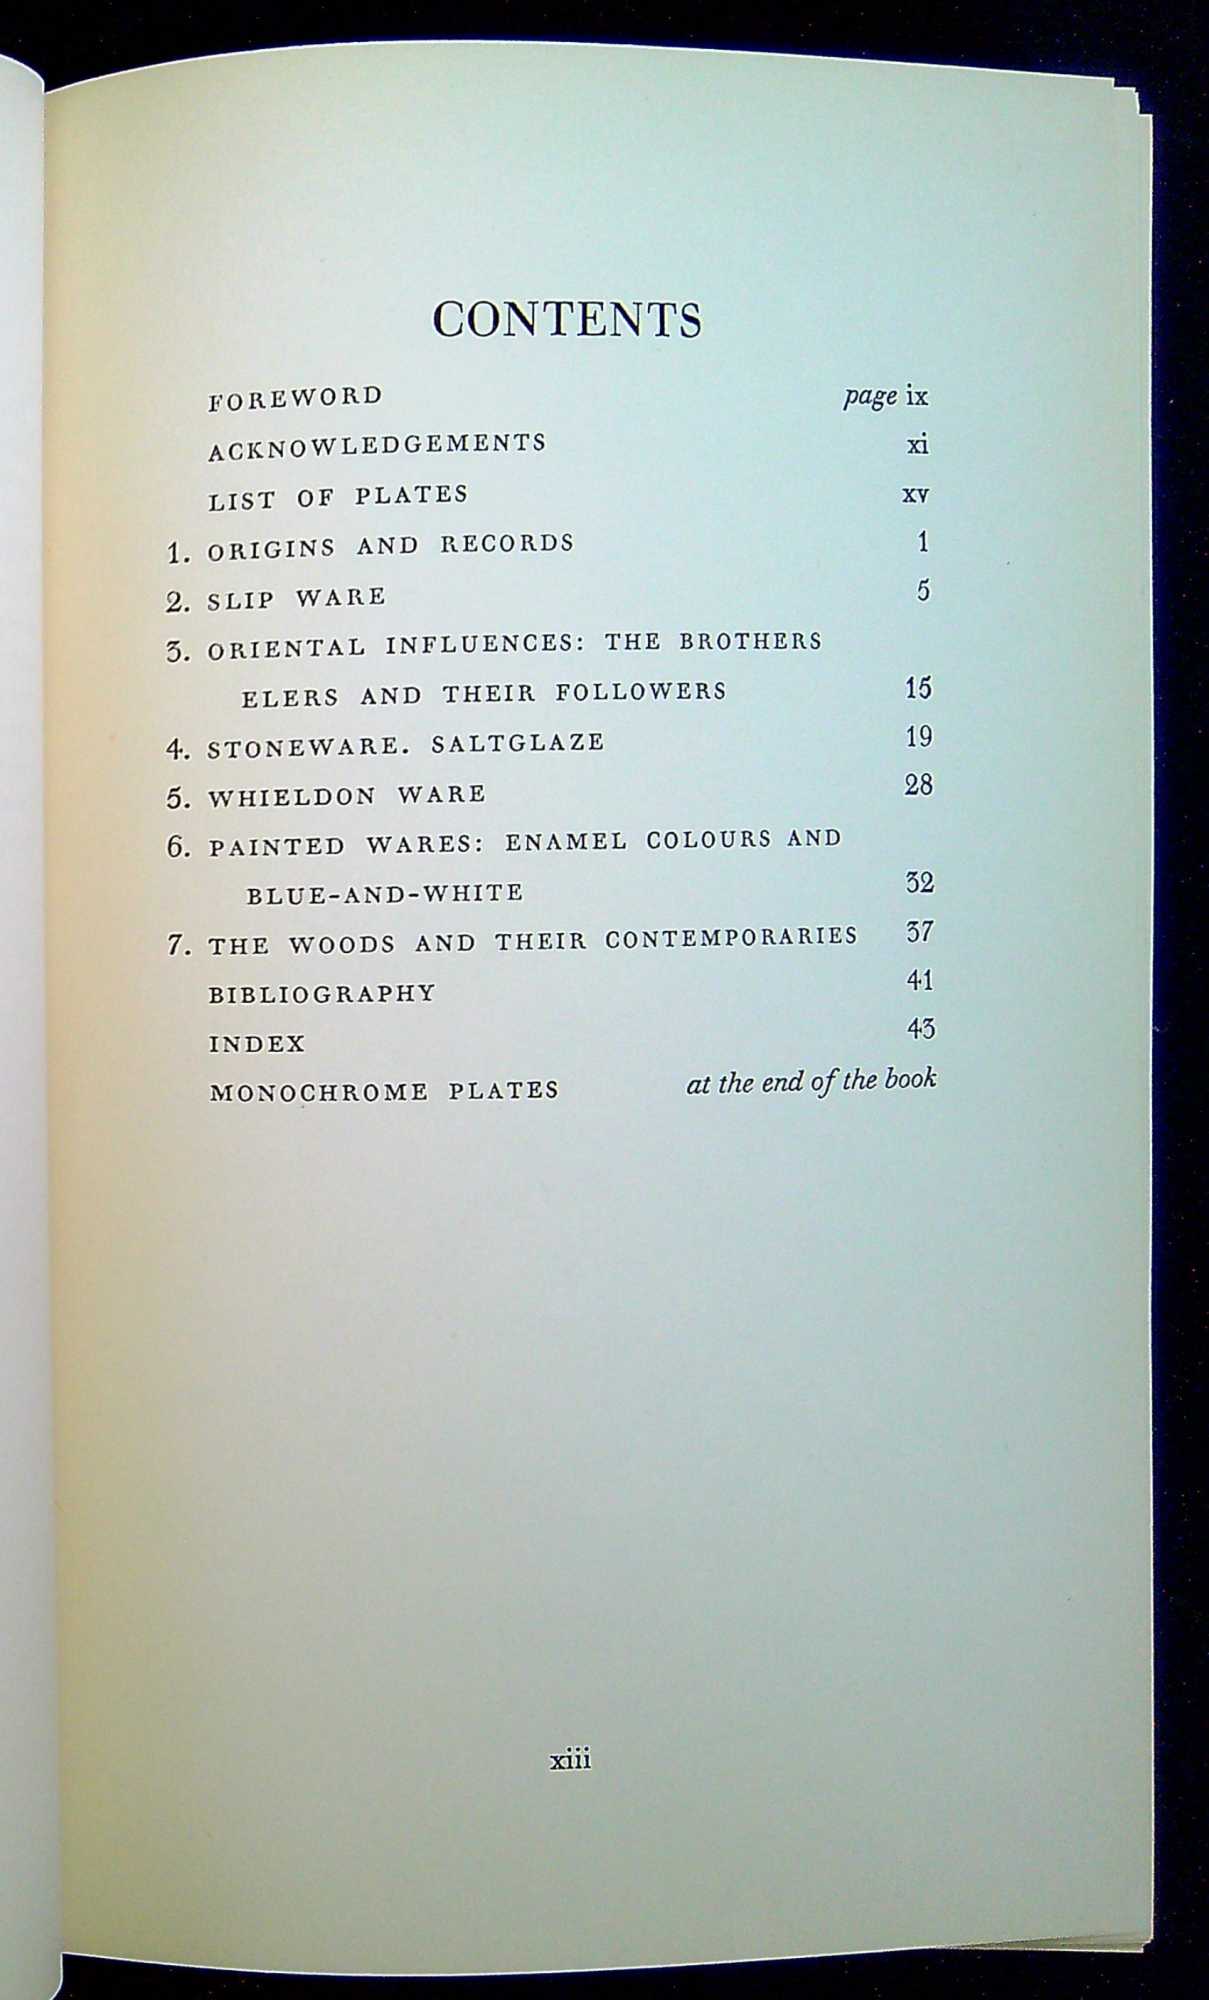 CONTENTS
FOREWORD page ix
ACKNOWLEDGEMENTS xi
LIST OF PLATES xv
1. ORIGINS AND RECORDS 1
2. SLIP WARE 5
3. ORIENTAL INFLUENCES: THE BROTHERS
ELERS AND THEIR FOLLOWERS 15
4. STONEWARE. SALTGLAZE 19
5. WHIELDON WARE 28
6. PAINTED WARES: ENAMEL COLOURS AND
BLUE-AND-WHITE 32
7. THE WOODS AND THEIR CONTEMPORARIES 37
BIBLIOGRAPHY 41
INDEX 43
MONOCHROME PLATES at the end of the book
xiii